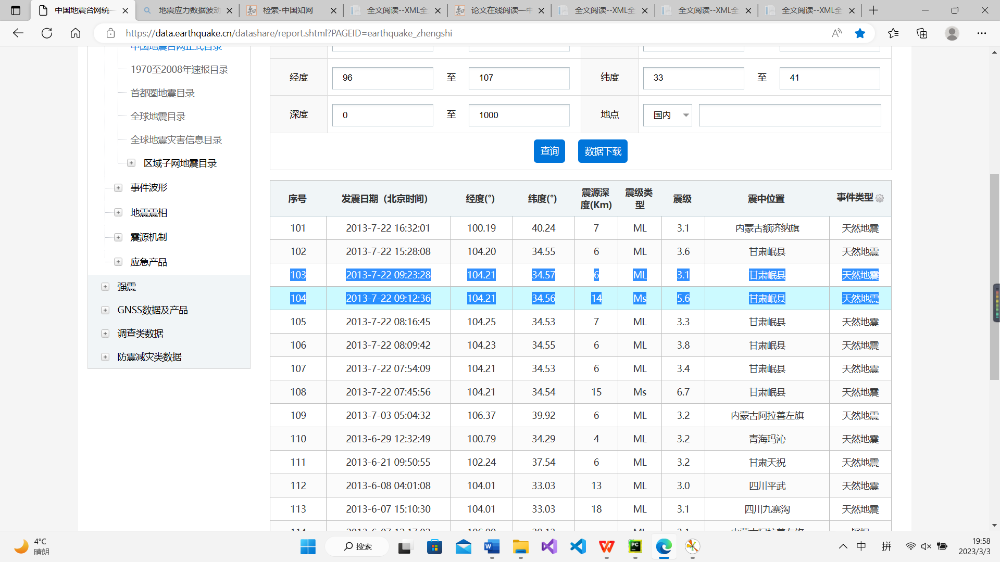 中国地震台网统一
地震应力数据波动
检索-中国知网
全文阅读--XML全
论文在线阅读—中
全文阅读--XML全
全文阅读--XML全
全文阅读--XML全
https://data.earthquake.cn/datashare/report.shtml?PAGEID=earthquake_zhengshi
中国地震台网正式目录
1970至2008年速报目录
首都圈地震目录
全球地震目录
全球地震灾害信息目录
区域子网地震目录
事件波形
地震震相
震源机制
应急产品
强震
GNSS数据及产品
调查类数据
防震减灾类数据
经度 96 至 107 纬度 33 至 41
深度 0 至 1000 地点 国内
查询 数据下载
序号 发震日期（北京时间） 经度(°) 纬度(°) 震源深度(Km) 震级类型 震级 震中位置 事件类型
101 2013-7-22 16:32:01 100.19 40.24 7 ML 3.1 内蒙古额济纳旗 天然地震
102 2013-7-22 15:28:08 104.20 34.55 6 ML 3.6 甘肃岷县 天然地震
103 2013-7-22 09:23:28 104.21 34.57 6 ML 3.1 甘肃岷县 天然地震
104 2013-7-22 09:12:36 104.21 34.56 14 Ms 5.6 甘肃岷县 天然地震
105 2013-7-22 08:16:45 104.25 34.53 7 ML 3.3 甘肃岷县 天然地震
106 2013-7-22 08:09:42 104.23 34.55 6 ML 3.8 甘肃岷县 天然地震
107 2013-7-22 07:54:09 104.21 34.53 6 ML 3.4 甘肃岷县 天然地震
108 2013-7-22 07:45:56 104.21 34.54 15 Ms 6.7 甘肃岷县 天然地震
109 2013-7-03 05:04:32 106.37 39.92 6 ML 3.2 内蒙古阿拉善左旗 天然地震
110 2013-6-29 12:32:49 100.79 34.29 4 ML 3.2 青海玛沁 天然地震
111 2013-6-21 09:50:55 102.24 37.54 6 ML 3.2 甘肃天祝 天然地震
112 2013-6-08 04:01:08 104.01 33.03 13 ML 3.0 四川平武 天然地震
113 2013-6-07 15:10:30 104.01 33.03 18 ML 3.1 四川九寨沟 天然地震
4°C
晴朗
搜索
中
拼
19:58
2023/3/3